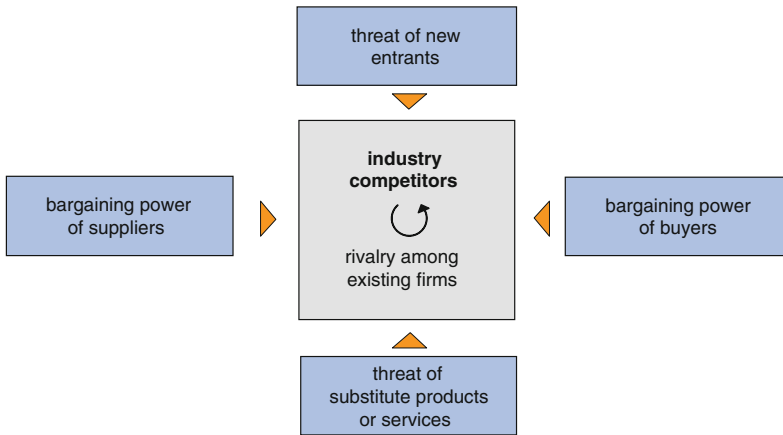 threat of new
entrants
industry
competitors
rivalry among
existing firms
bargaining power
of suppliers
bargaining power
of buyers
threat of
substitute products
or services